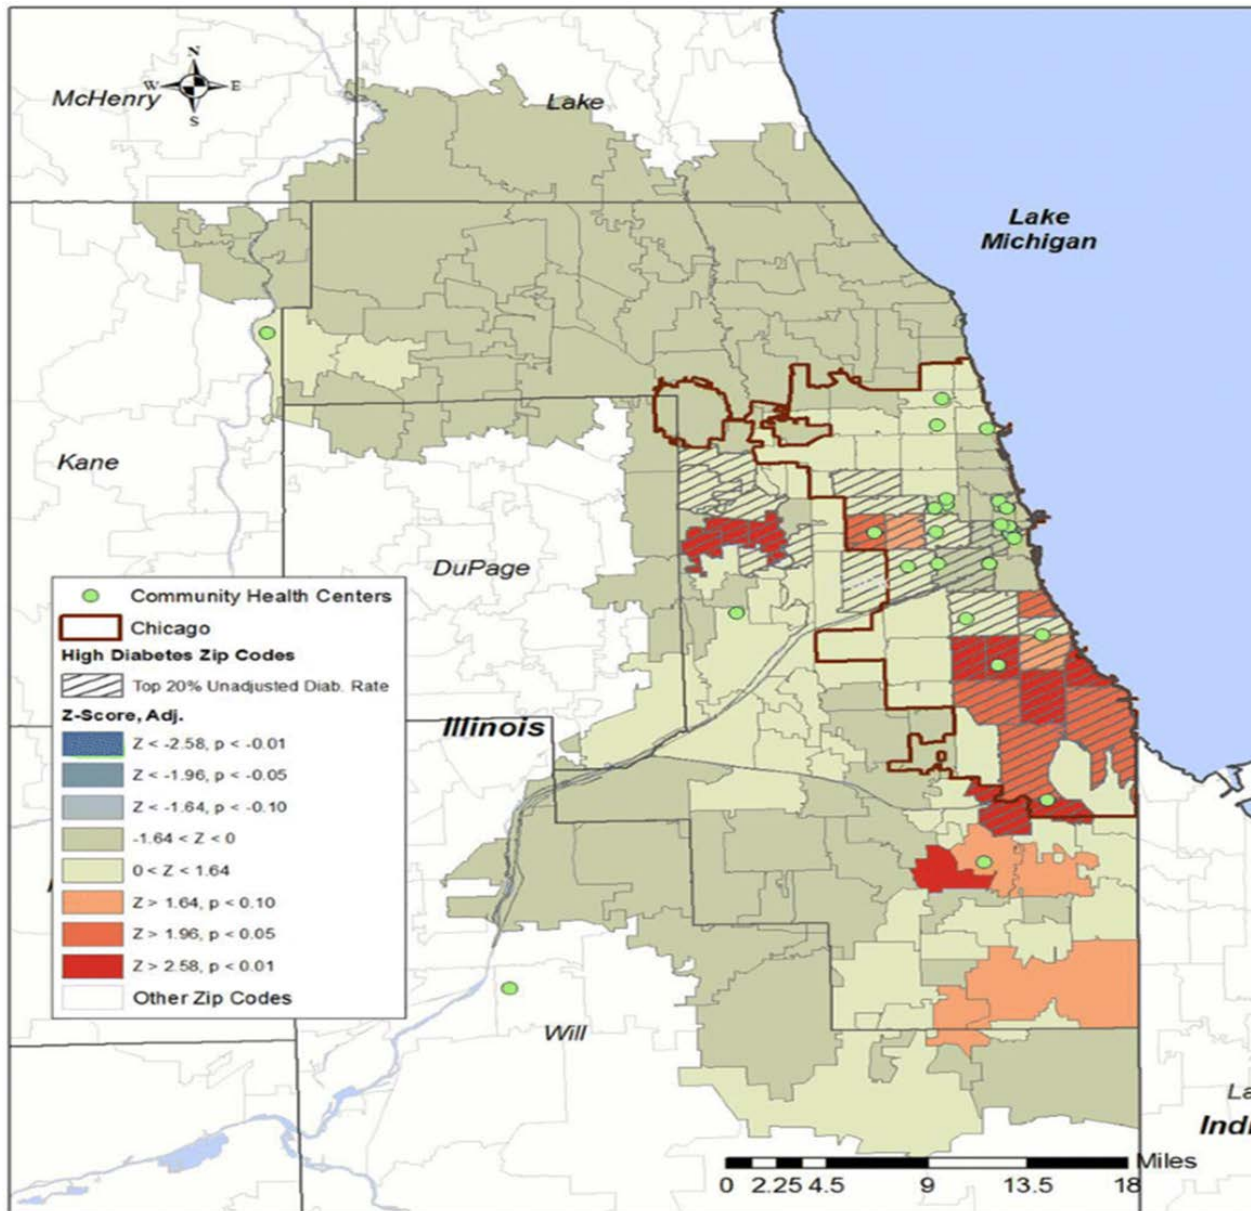 N
W E
S
McHenry
Lake
Lake
Michigan
Kane
DuPage
Community Health Centers
Chicago
High Diabetes Zip Codes
Top 20% Unadjusted Diab. Rate
Z-Score, Adj.
Z < -2.58, p < -0.01
Z < -1.96, p < -0.05
Z < -1.64, p < -0.10
-1.64 < Z < 0
0 < Z < 1.64
Z > 1.64, p < 0.10
Z > 1.96, p < 0.05
Z > 2.58, p < 0.01
Other Zip Codes
Illinois
Will
La
Indi
Miles
0 2.25 4.5 9 13.5 18